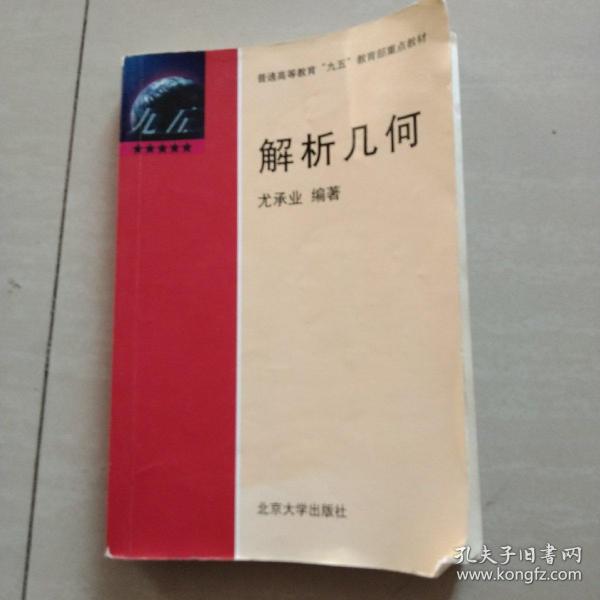 普通高等教育“九五”教育部重点教材
九五
★★★★★
解析几何
尤承业 编著
北京大学出版社
孔夫子旧书网
www.kongfz.com